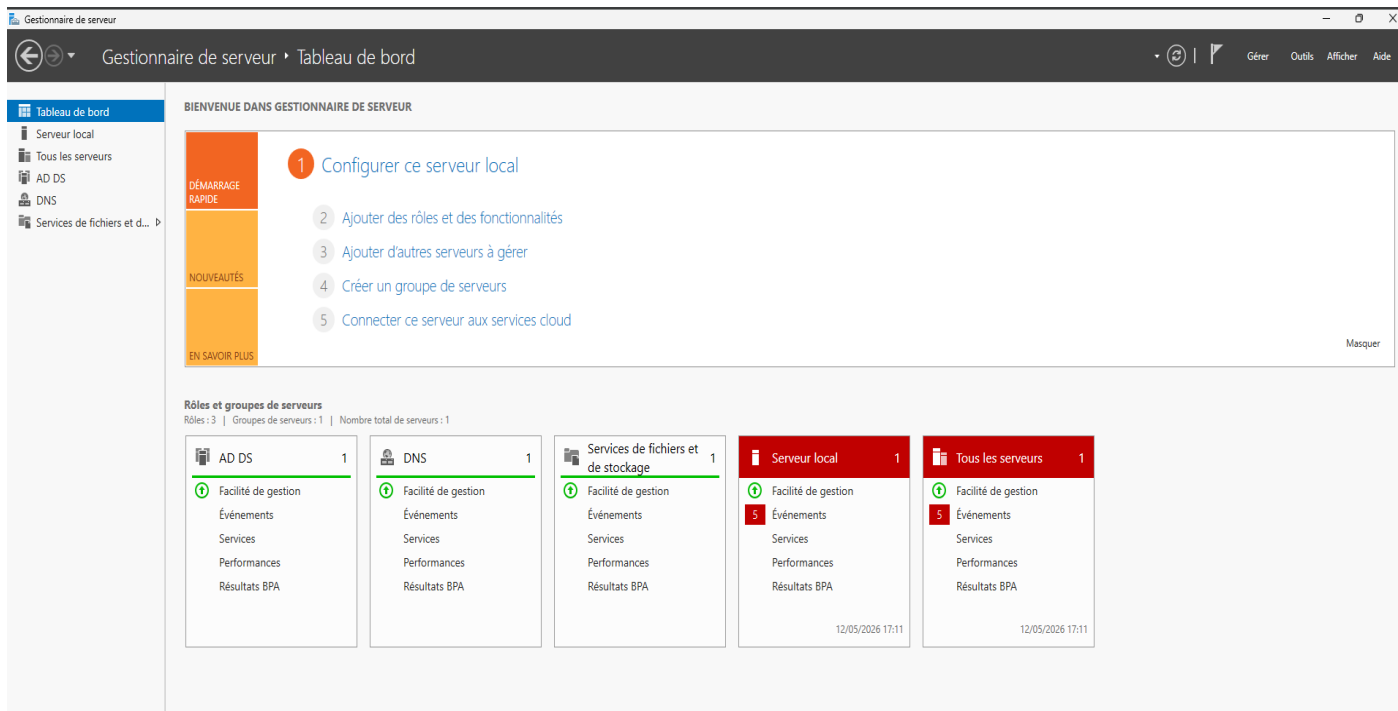 Gestionnaire de serveur
Gestionnaire de serveur ‣ Tableau de bord
Gérer Outils Afficher Aide
Tableau de bord
Serveur local
Tous les serveurs
AD DS
DNS
Services de fichiers et d...
BIENVENUE DANS GESTIONNAIRE DE SERVEUR
DÉMARRAGE
RAPIDE
NOUVEAUTÉS
EN SAVOIR PLUS
1 Configurer ce serveur local
2 Ajouter des rôles et des fonctionnalités
3 Ajouter d'autres serveurs à gérer
4 Créer un groupe de serveurs
5 Connecter ce serveur aux services cloud
Masquer
Rôles et groupes de serveurs
Rôles : 3 | Groupes de serveurs : 1 | Nombre total de serveurs : 1
AD DS 1
Facilité de gestion
Événements
Services
Performances
Résultats BPA
DNS 1
Facilité de gestion
Événements
Services
Performances
Résultats BPA
Services de fichiers et
de stockage 1
Facilité de gestion
Événements
Services
Performances
Résultats BPA
Serveur local 1
Facilité de gestion
5 Événements
Services
Performances
Résultats BPA
12/05/2026 17:11
Tous les serveurs 1
Facilité de gestion
5 Événements
Services
Performances
Résultats BPA
12/05/2026 17:11